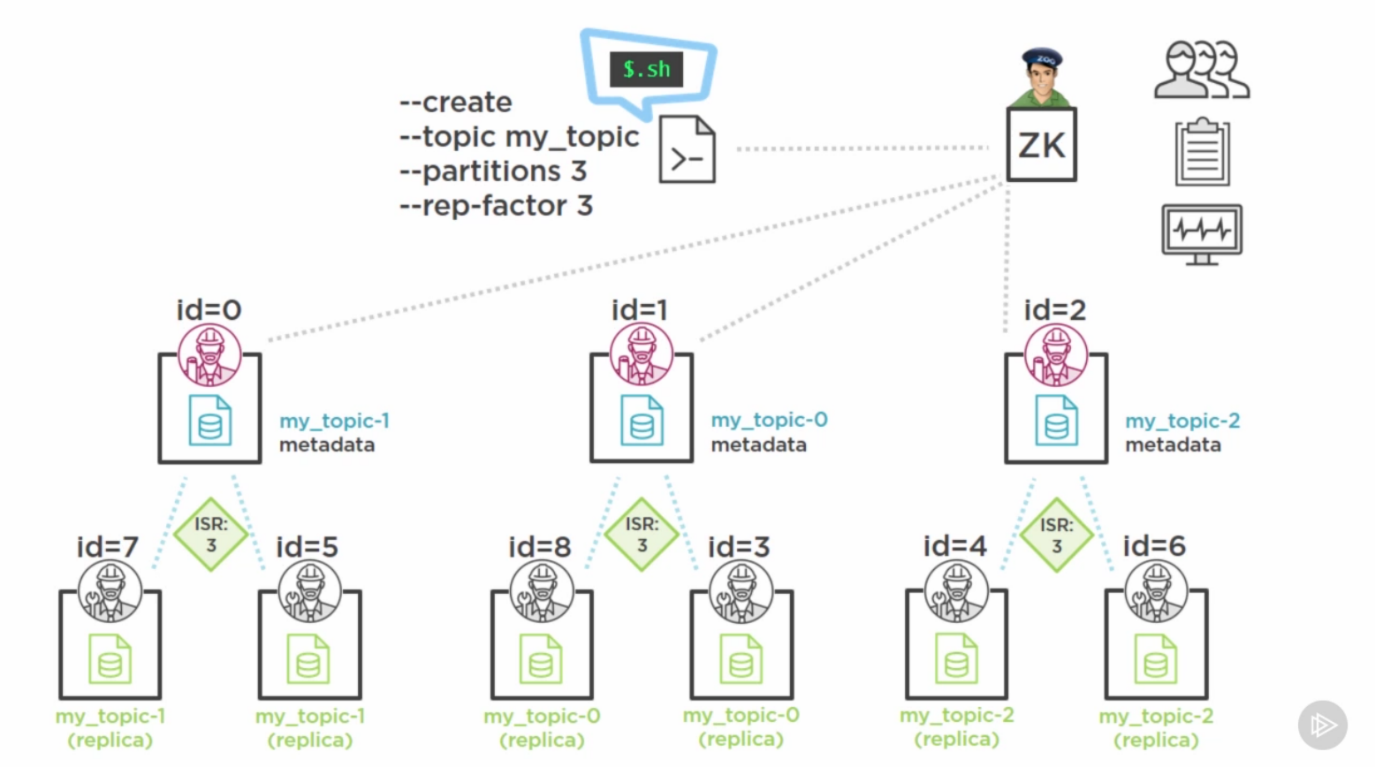 $.sh
--create
--topic my_topic
--partitions 3
--rep-factor 3
ZOO
ZK
id=0
id=1
id=2
my_topic-1
metadata
my_topic-0
metadata
my_topic-2
metadata
ISR:
3
ISR:
3
ISR:
3
id=7
id=5
id=8
id=3
id=4
id=6
my_topic-1
(replica)
my_topic-1
(replica)
my_topic-0
(replica)
my_topic-0
(replica)
my_topic-2
(replica)
my_topic-2
(replica)